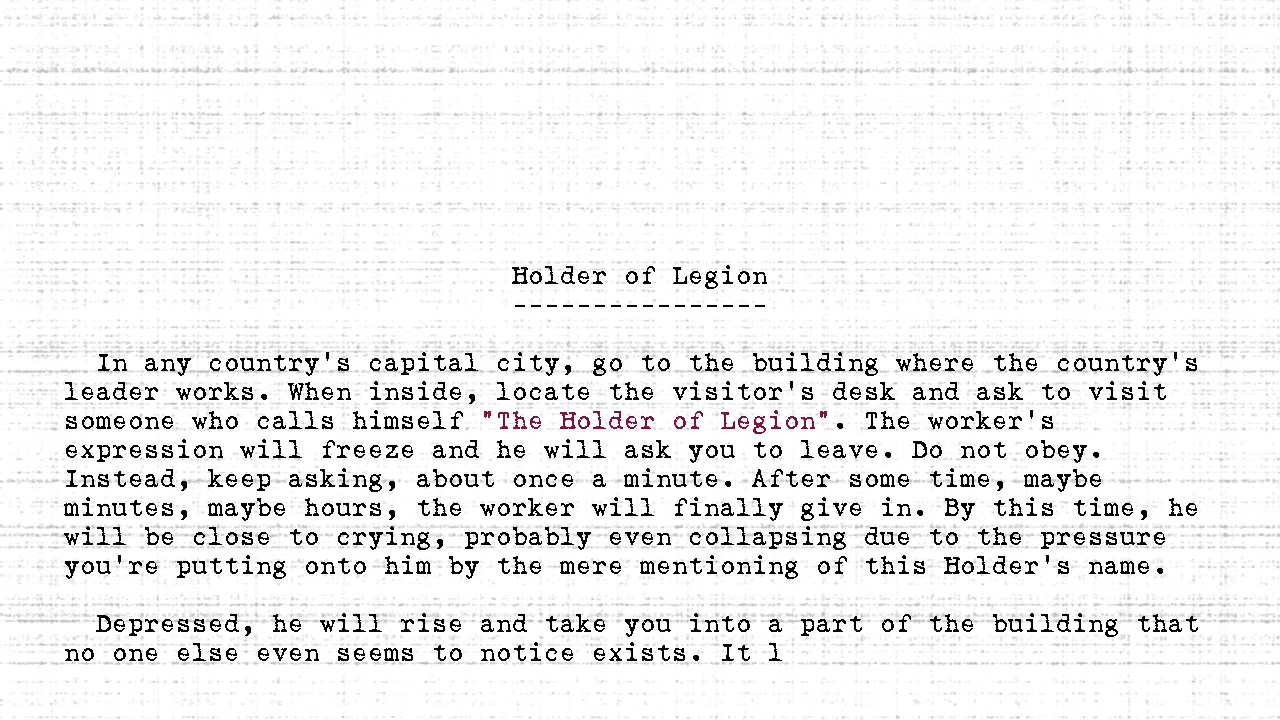 Holder of Legion
----------------
In any country's capital city, go to the building where the country's
leader works. When inside, locate the visitor's desk and ask to visit
someone who calls himself "The Holder of Legion". The worker's
expression will freeze and he will ask you to leave. Do not obey.
Instead, keep asking, about once a minute. After some time, maybe
minutes, maybe hours, the worker will finally give in. By this time, he
will be close to crying, probably even collapsing due to the pressure
you're putting onto him by the mere mentioning of this Holder's name.
Depressed, he will rise and take you into a part of the building that
no one else even seems to notice exists. It l